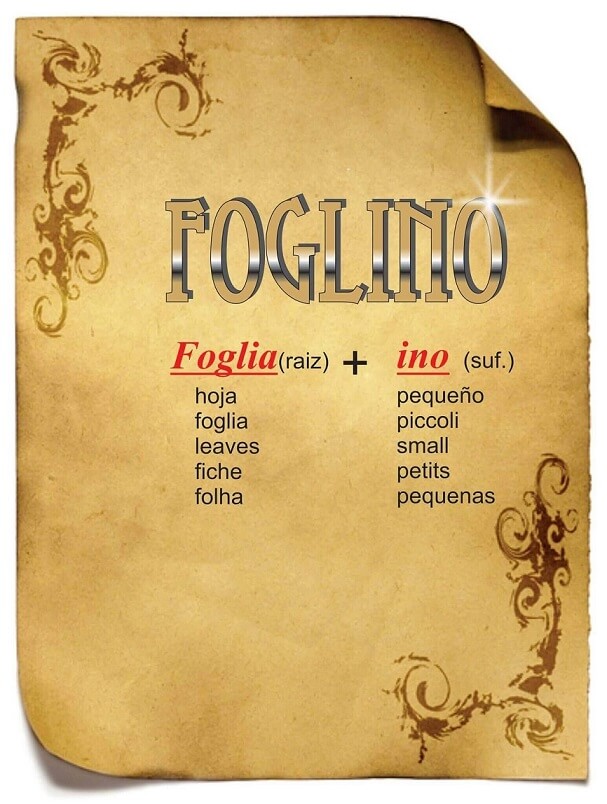 FOGLINO
Foglia(raiz) + ino (suf.)
hoja pequeño
foglia piccoli
leaves small
fiche petits
folha pequenas